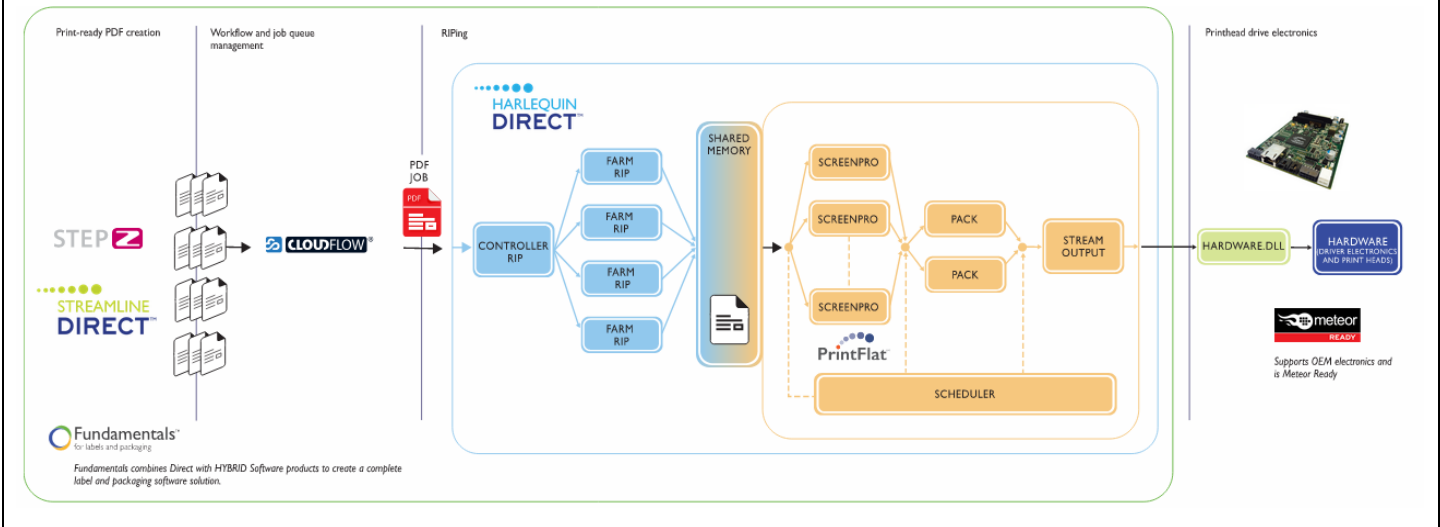 Print-ready PDF creation
Workflow and job queue
management
RIPing
Printhead drive electronics
HARLEQUIN
DIRECT™
SHARED
MEMORY
PDF
JOB
PDF
FARM
RIP
FARM
RIP
FARM
RIP
FARM
RIP
SCREENPRO
SCREENPRO
SCREENPRO
PACK
PACK
STEP Z
CLOUDFLOW®
CONTROLLER
RIP
STREAM
OUTPUT
HARDWARE.DLL
HARDWARE
(DRIVER ELECTRONICS
AND PRINT HEADS)
STREAMLINE
DIRECT™
PrintFlat™
meteor
READY
Supports OEM electronics and
is Meteor Ready
SCHEDULER
Fundamentals™
for labels and packaging
Fundamentals combines Direct with HYBRID Software products to create a complete
label and packaging software solution.